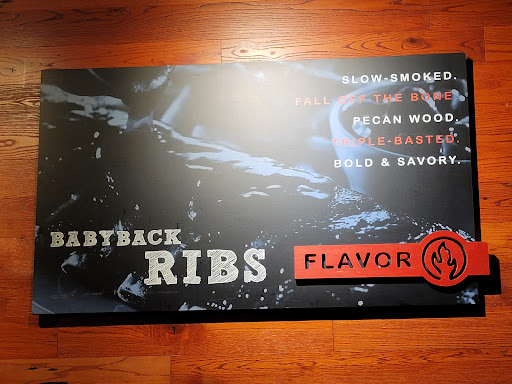 SLOW-SMOKED.
FALL OFF THE BONE.
PECAN WOOD.
TRIPLE-BASTED.
BOLD & SAVORY.
BABYBACK
RIBS
FLAVOR